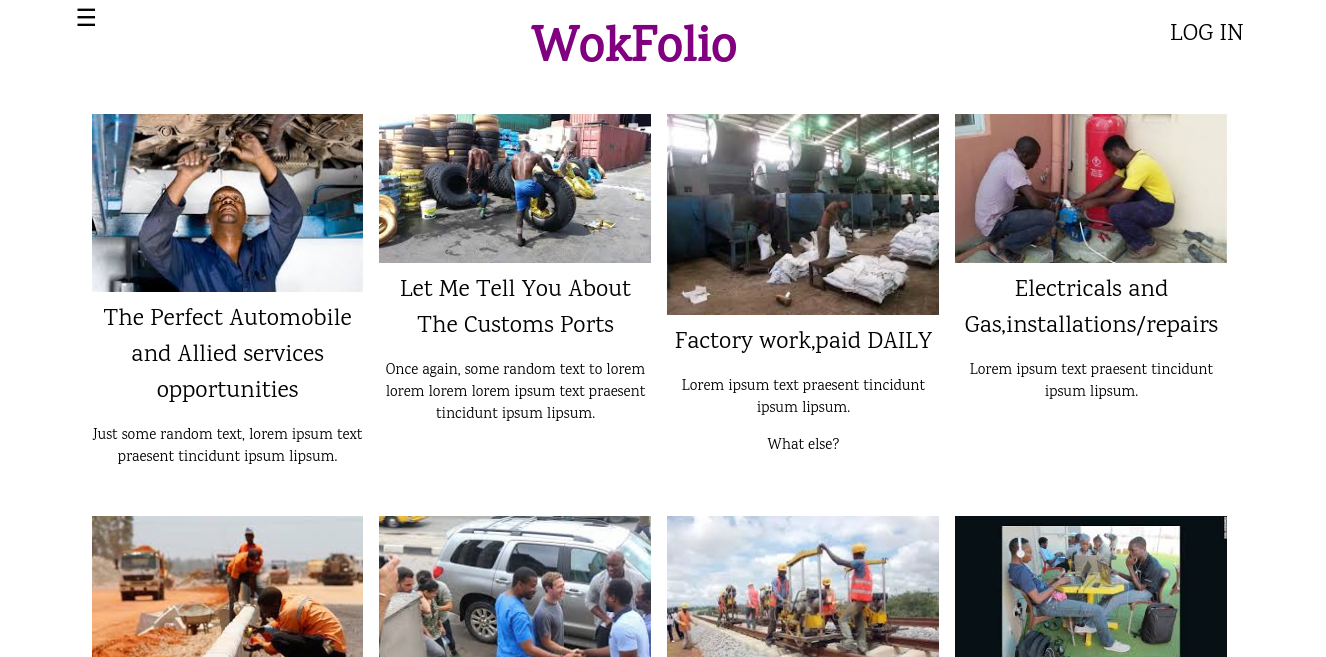 ☰
WokFolio
LOG IN
The Perfect Automobile
and Allied services
opportunities
Just some random text, lorem ipsum text
praesent tincidunt ipsum lipsum.
Let Me Tell You About
The Customs Ports
Once again, some random text to lorem
lorem lorem lorem ipsum text praesent
tincidunt ipsum lipsum.
Factory work,paid DAILY
Lorem ipsum text praesent tincidunt
ipsum lipsum.
What else?
Electricals and
Gas,installations/repairs
Lorem ipsum text praesent tincidunt
ipsum lipsum.